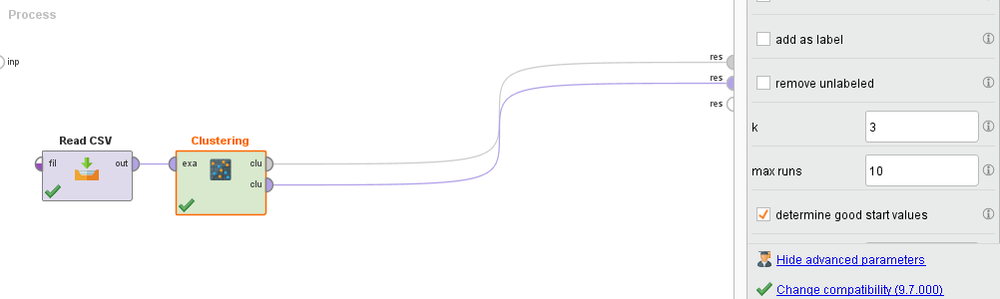 Process
inp
res
res
res
Read CSV
fil
out
Clustering
exa
clu
clu
add as label
remove unlabeled
k
3
max runs
10
determine good start values
Hide advanced parameters
Change compatibility (9.7.000)